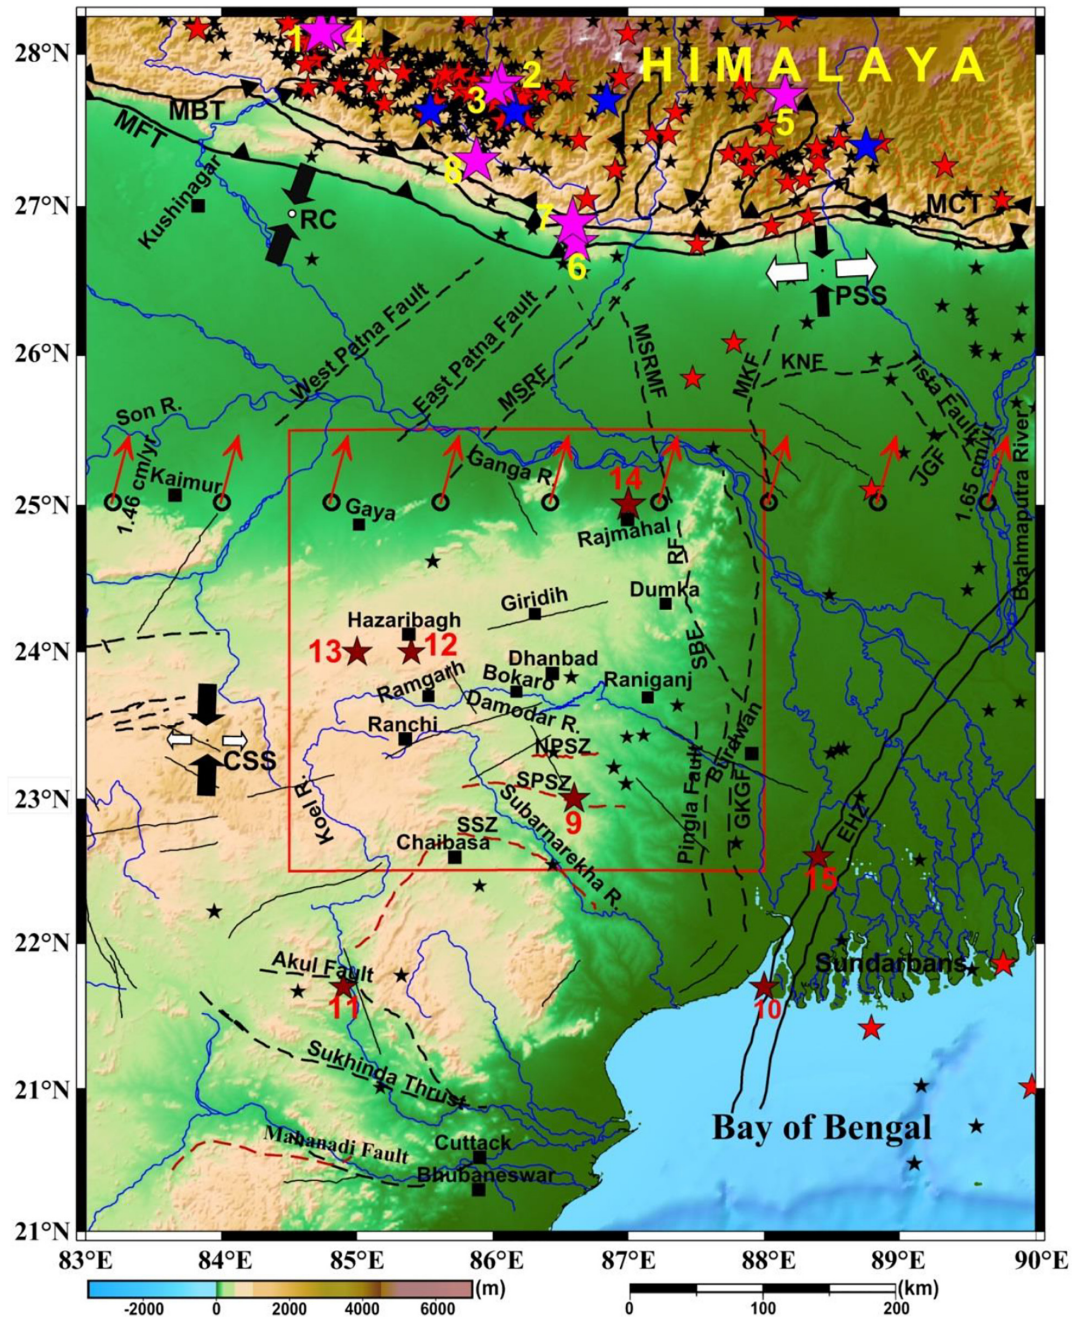 28°N
27°N
26°N
25°N
24°N
23°N
22°N
21°N
21°N
1
4
2
3
5
8
7
6
HIMALAYA
MBT
MFT
MCT
Kushinagar
RC
PSS
West Patna Fault
East Patna Fault
MSRF
MSRMF
MKF
KNF
Tista Fault
JGF
Son R.
1.46 cm/yr
1.65 cm/yr
Kaimur
Gaya
Ganga R.
14
Rajmahal
Brahmaputra River
RF
Giridih
Dumka
Hazaribagh
13
12
SBE
Dhanbad
Bokaro
Ramgarh
Raniganj
Damodar R.
Ranchi
CSS
NPSZ
SPSZ
9
Burdwan
Pingla Fault
GKGF
EHZ
Koel R.
Subarnarekha R.
SSZ
Chaibasa
15
Akul Fault
11
Sundarbans
10
Sukhinda Thrust
Mahanadi Fault
Cuttack
Bhubaneswar
Bay of Bengal
83°E
84°E
85°E
86°E
87°E
88°E
89°E
90°E
-2000
0
2000
4000
6000
(m)
0
100
200
(km)